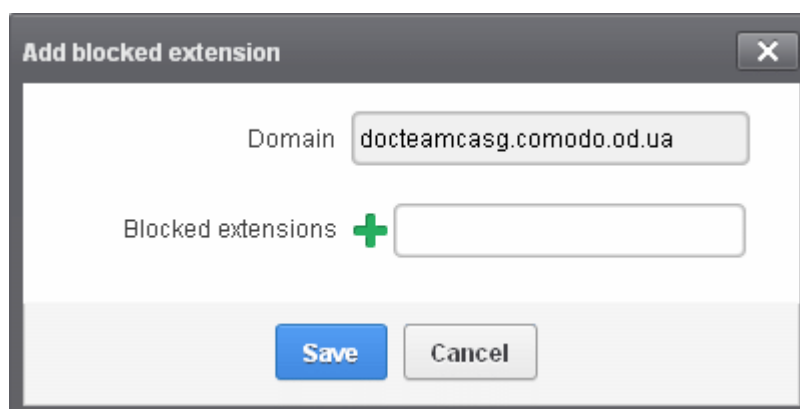 Add blocked extension
Domain docteamcasg.comodo.od.ua
Blocked extensions
Save Cancel